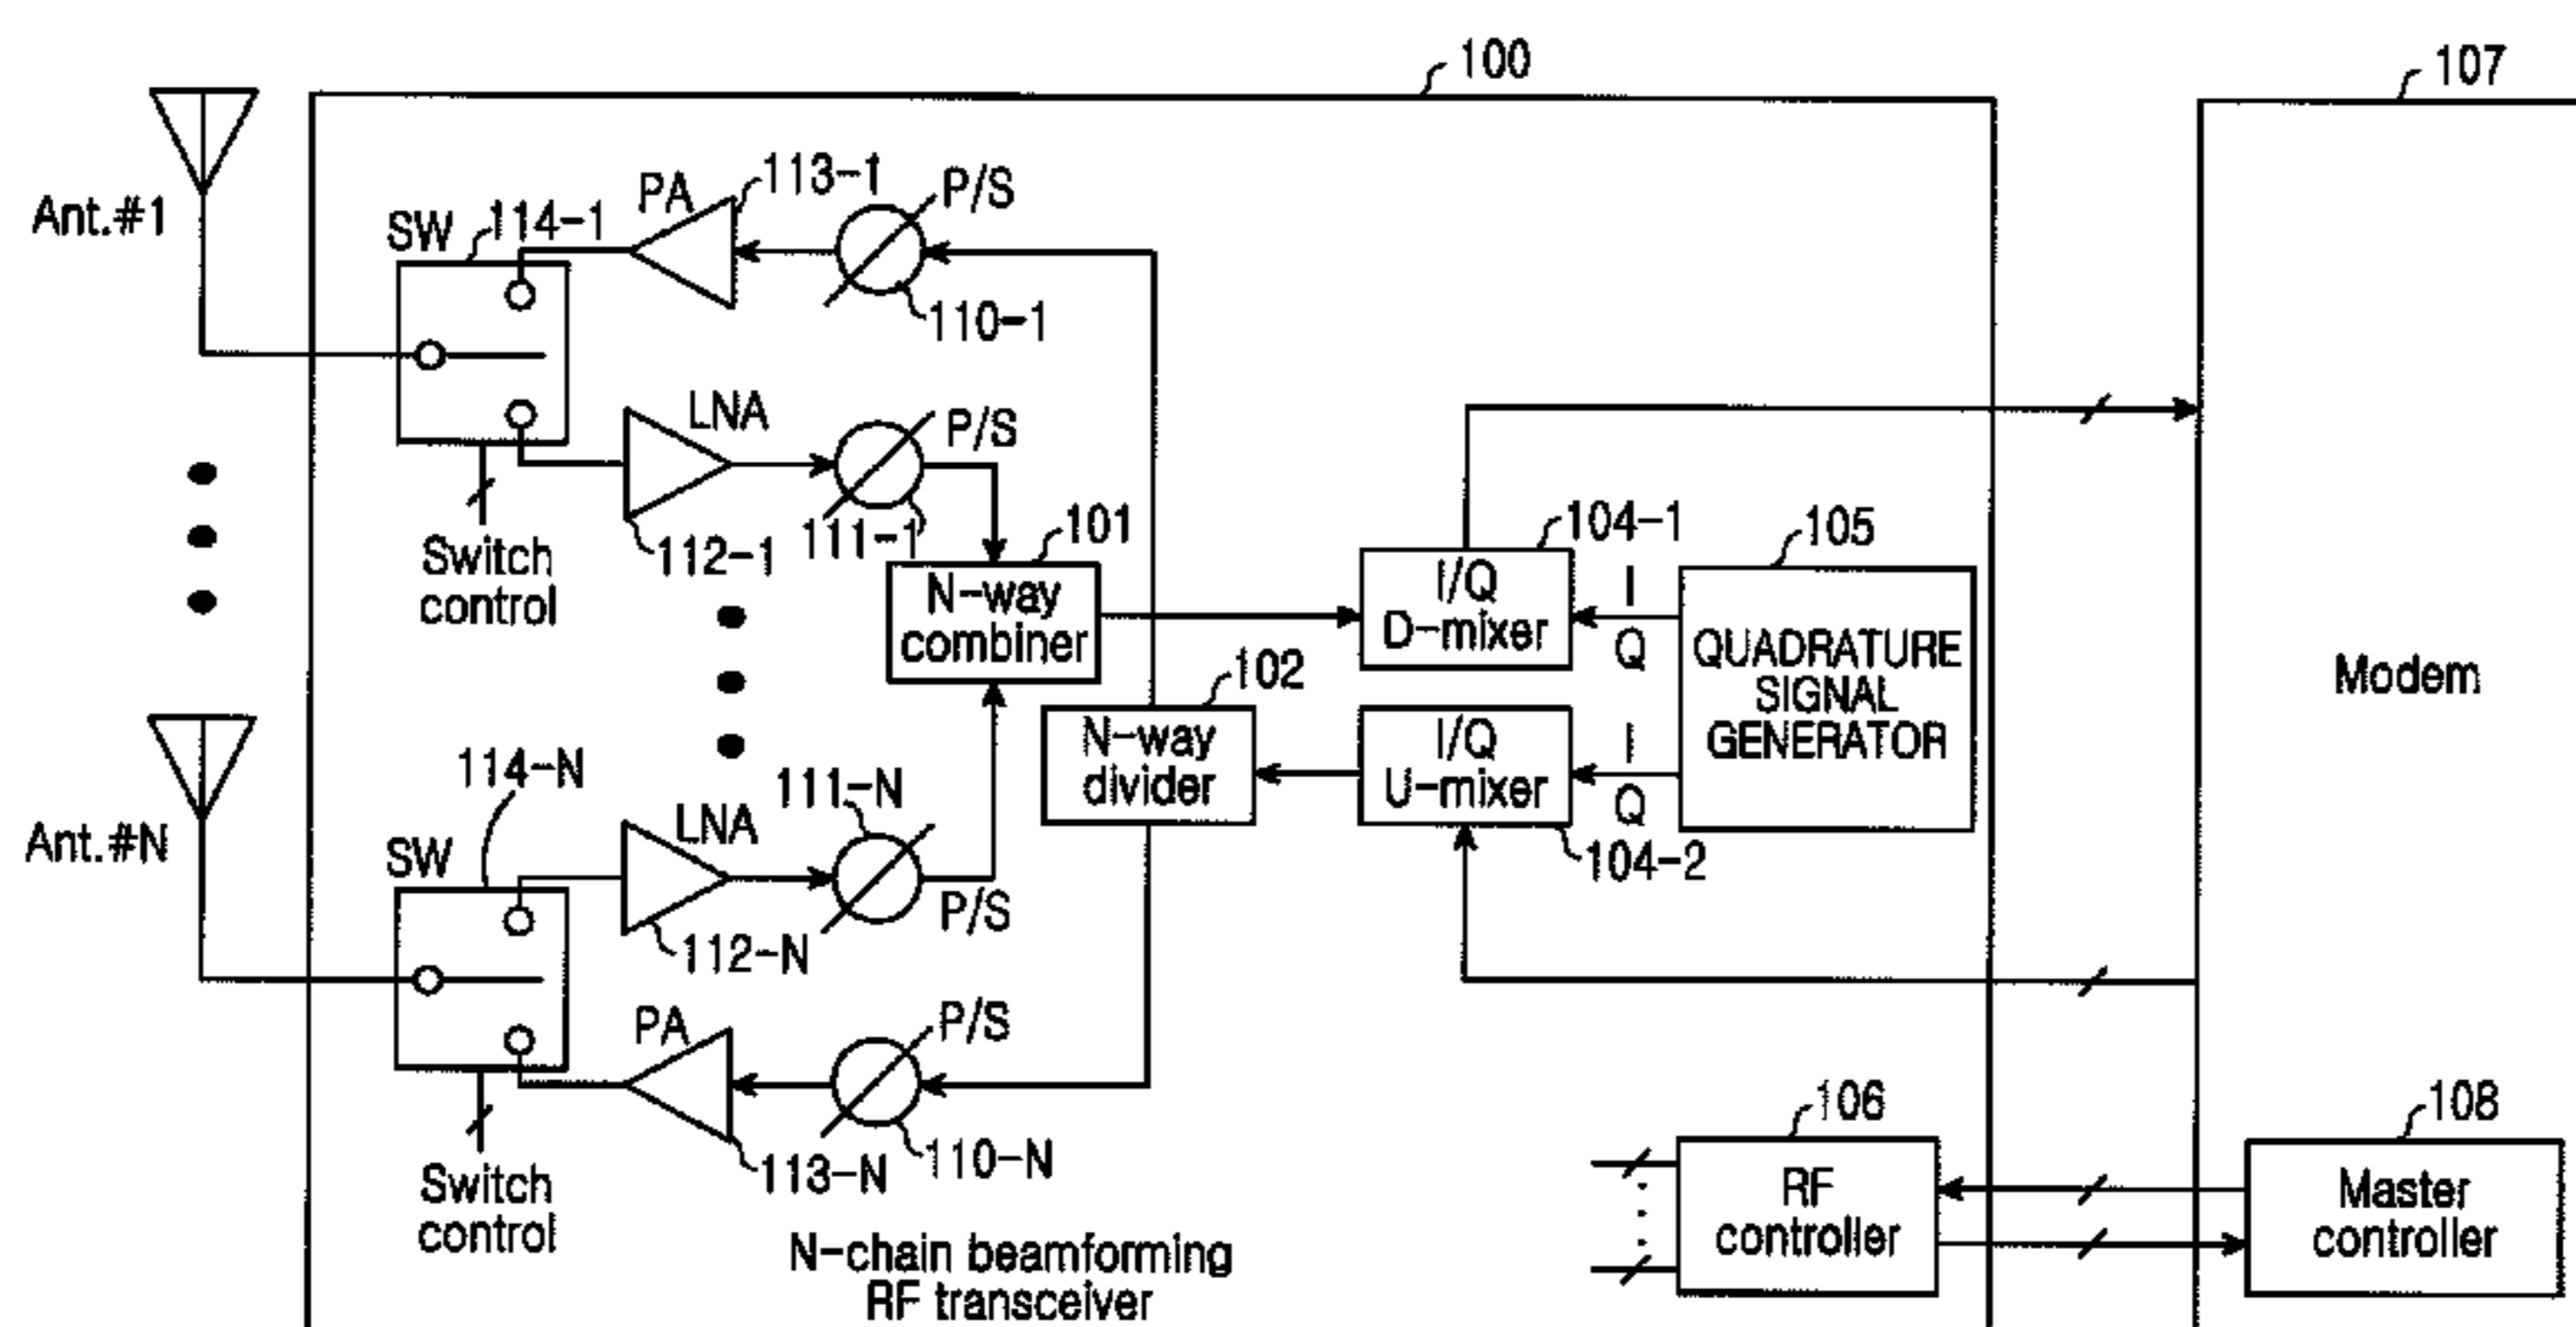 100
107
Ant.#1
SW
114-1
PA
113-1
P/S
110-1
LNA
112-1
P/S
111-1
Switch
control
101
N-way
combiner
102
N-way
divider
104-1
I/Q
D-mixer
I
Q
105
QUADRATURE
SIGNAL
GENERATOR
I/Q
U-mixer
104-2
I
Q
Modem
Ant.#N
SW
114-N
LNA
112-N
111-N
P/S
PA
113-N
P/S
110-N
Switch
control
N-chain beamforming
RF transceiver
106
RF
controller
108
Master
controller